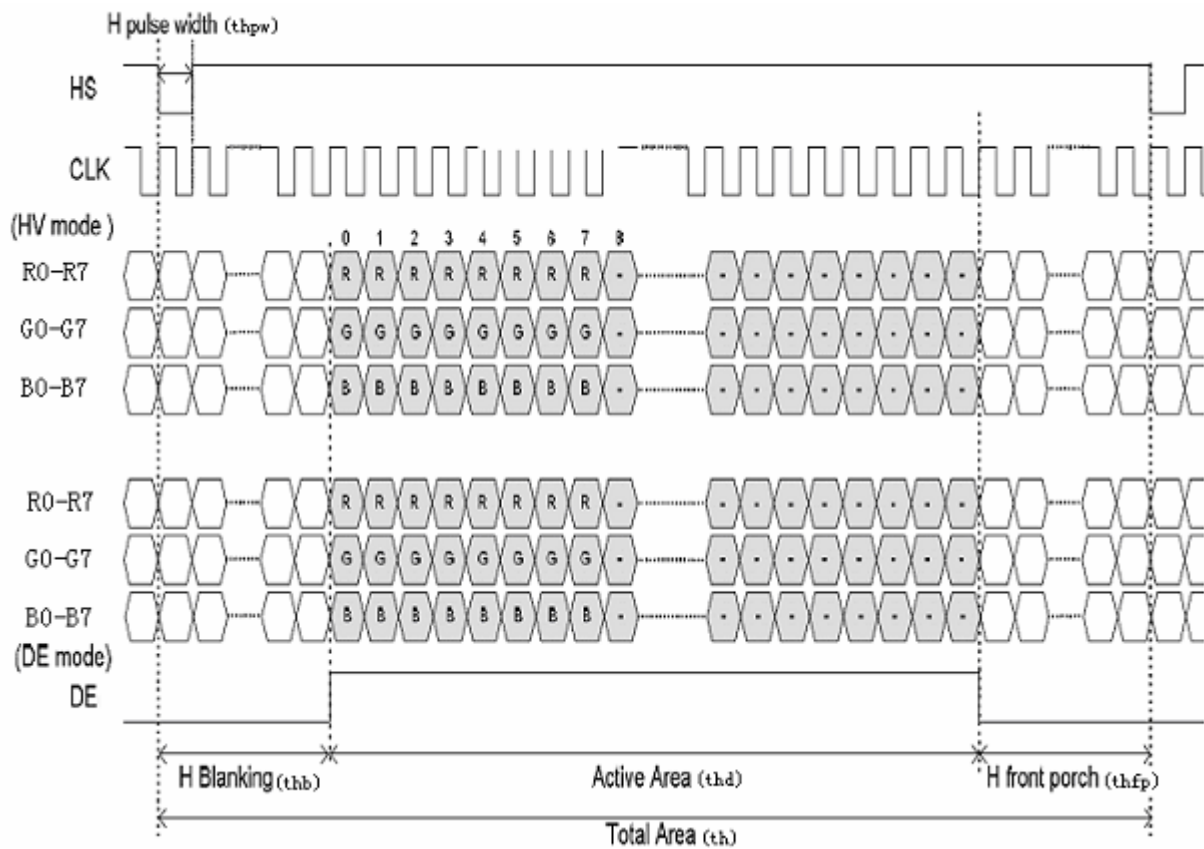 H pulse width (thpw)
HS
CLK
(HV mode )
0 1 2 3 4 5 6 7 8
R0-R7 R R R R R R R R - - - - - - - - -
G0-G7 G G G G G G G G - - - - - - - - -
B0-B7 B B B B B B B B - - - - - - - - -
R0-R7 R R R R R R R R - - - - - - - - -
G0-G7 G G G G G G G G - - - - - - - - -
B0-B7 B B B B B B B B - - - - - - - - -
(DE mode)
DE
H Blanking (thb) Active Area (thd) H front porch (thfp)
Total Area (th)